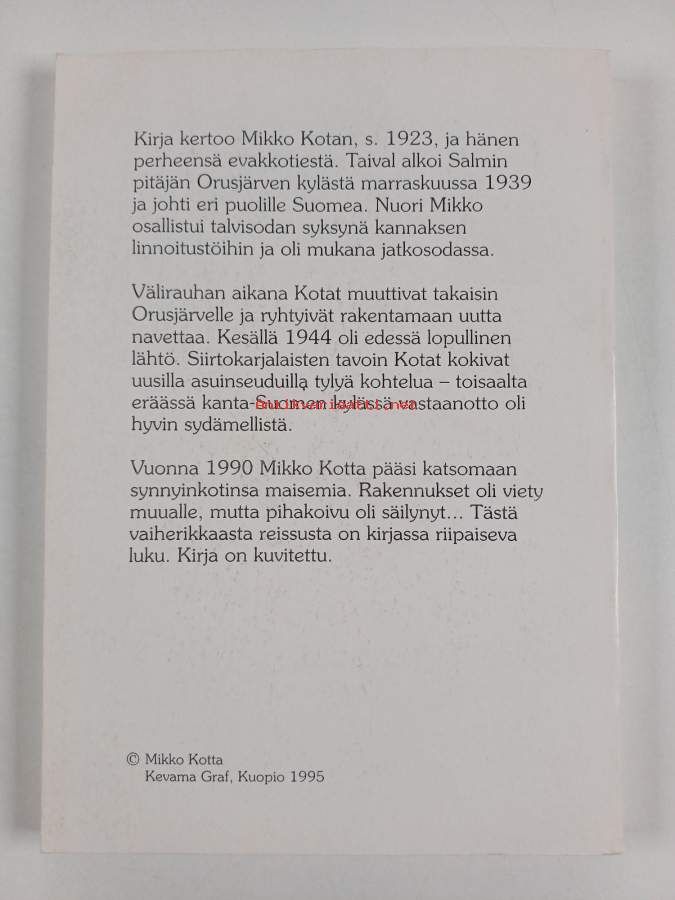 Kirja kertoo Mikko Kotan, s. 1923, ja hänen
perheensä evakkotiestä. Taival alkoi Salmin
pitäjän Orusjärven kylästä marraskuussa 1939
ja johti eri puolille Suomea. Nuori Mikko
osallistui talvisodan syksynä kannaksen
linnoitustöihin ja oli mukana jatkosodassa.
Välirauhan aikana Kotat muuttivat takaisin
Orusjärvelle ja ryhtyivät rakentamaan uutta
navettaa. Kesällä 1944 oli edessä lopullinen
lähtö. Siirtokarjalaisten tavoin Kotat kokivat
uusilla asuinseuduilla tylyä kohtelua – toisaalta
eräässä kanta-Suomen kylässä vastaanotto oli
antikvariaatti.net
hyvin sydämellistä.
Vuonna 1990 Mikko Kotta pääsi katsomaan
synnyinkotinsa maisemia. Rakennukset oli viety
muualle, mutta pihakoivu oli säilynyt... Tästä
vaiherikkaasta reissusta on kirjassa riipaiseva
luku. Kirja on kuvitettu.
© Mikko Kotta
Kevama Graf, Kuopio 1995